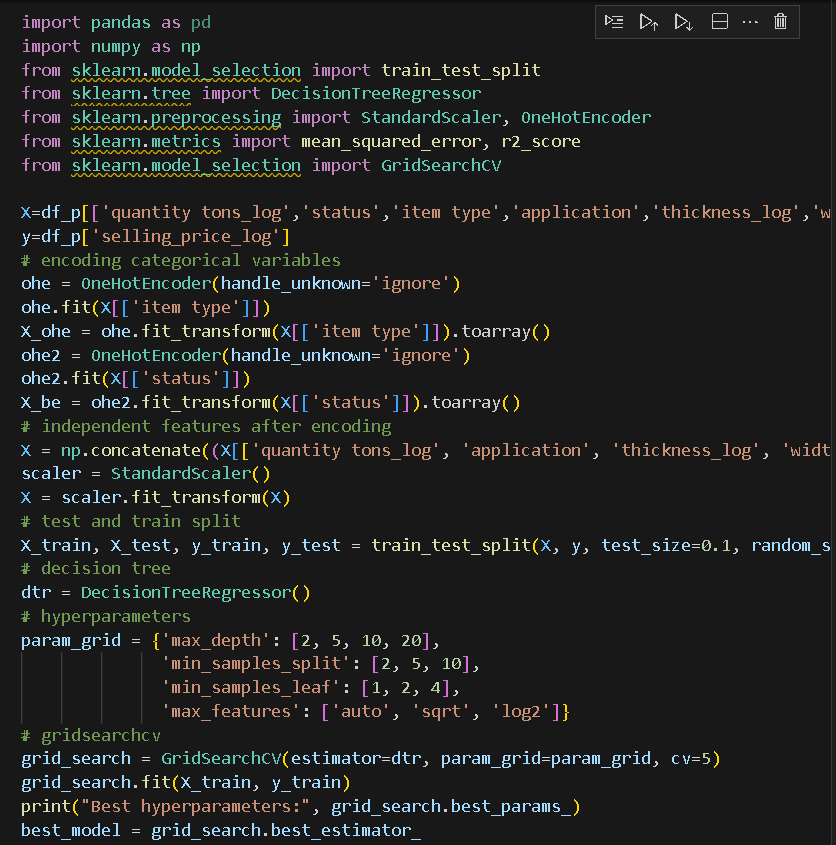 import pandas as pd
import numpy as np
from sklearn.model_selection import train_test_split
from sklearn.tree import DecisionTreeRegressor
from sklearn.preprocessing import StandardScaler, OneHotEncoder
from sklearn.metrics import mean_squared_error, r2_score
from sklearn.model_selection import GridSearchCV
X=df_p[['quantity tons_log','status','item type','application','thickness_log','w
y=df_p['selling_price_log']
# encoding categorical variables
ohe = OneHotEncoder(handle_unknown='ignore')
ohe.fit(X[['item type']])
X_ohe = ohe.fit_transform(X[['item type']]).toarray()
ohe2 = OneHotEncoder(handle_unknown='ignore')
ohe2.fit(X[['status']])
X_be = ohe2.fit_transform(X[['status']]).toarray()
# independent features after encoding
X = np.concatenate((X[['quantity tons_log', 'application', 'thickness_log', 'widt
scaler = StandardScaler()
X = scaler.fit_transform(X)
# test and train split
X_train, X_test, y_train, y_test = train_test_split(X, y, test_size=0.1, random_s
# decision tree
dtr = DecisionTreeRegressor()
# hyperparameters
param_grid = {'max_depth': [2, 5, 10, 20],
'min_samples_split': [2, 5, 10],
'min_samples_leaf': [1, 2, 4],
'max_features': ['auto', 'sqrt', 'log2']}
# gridsearchcv
grid_search = GridSearchCV(estimator=dtr, param_grid=param_grid, cv=5)
grid_search.fit(X_train, y_train)
print("Best hyperparameters:", grid_search.best_params_)
best_model = grid_search.best_estimator_